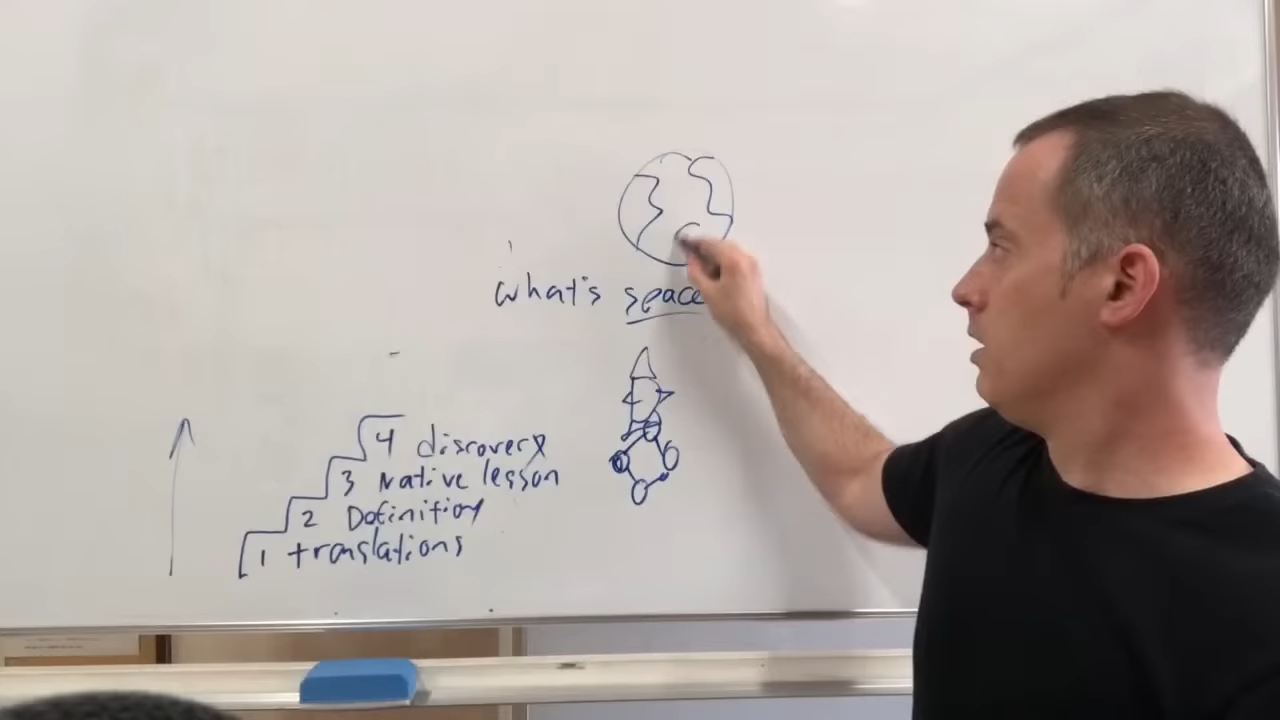 what's space
4 discovery
3 Native lesson
2 Definition
1 translations